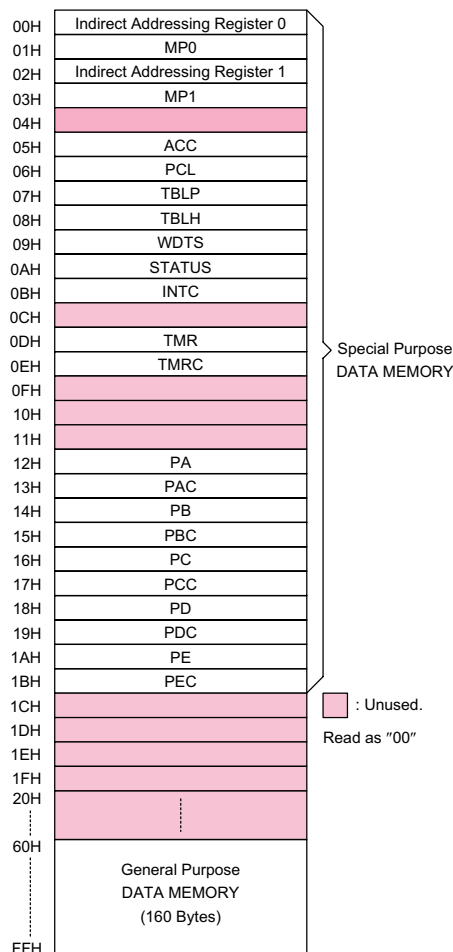 00H Indirect Addressing Register 0
01H MP0
02H Indirect Addressing Register 1
03H MP1
04H
05H ACC
06H PCL
07H TBLP
08H TBLH
09H WDTS
0AH STATUS
0BH INTC
0CH
0DH TMR
0EH TMRC
0FH
10H
11H
12H PA
13H PAC
14H PB
15H PBC
16H PC
17H PCC
18H PD
19H PDC
1AH PE
1BH PEC
1CH
1DH
1EH
1FH
20H
60H
General Purpose
DATA MEMORY
(160 Bytes)
FFH
Special Purpose
DATA MEMORY
: Unused.
Read as "00"